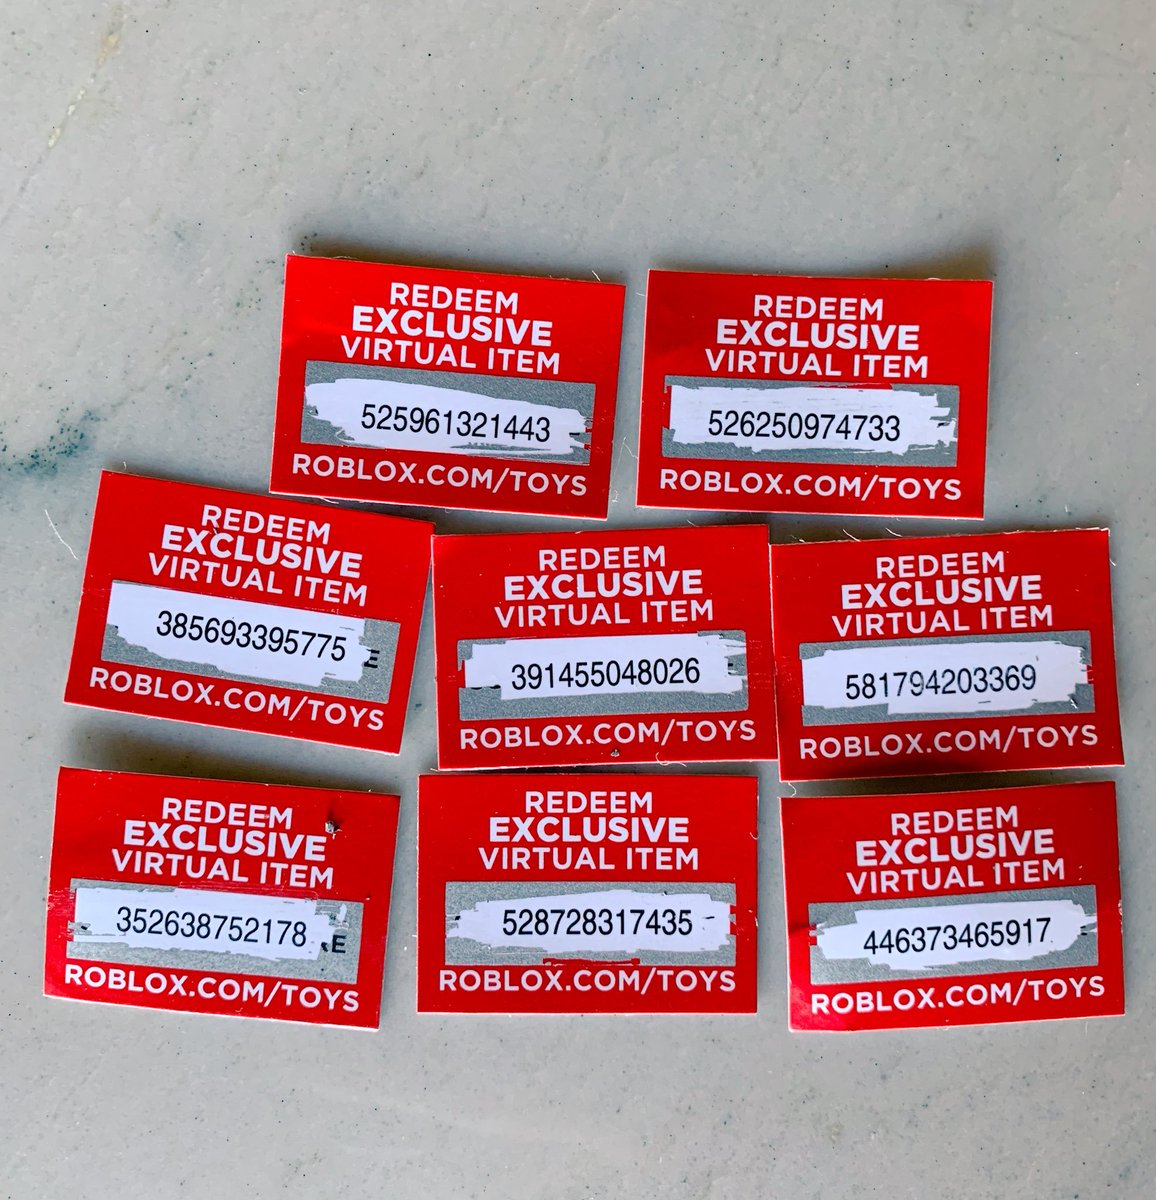 REDEEM
EXCLUSIVE
VIRTUAL ITEM
525961321443
ROBLOX.COM/TOYS
REDEEM
EXCLUSIVE
VIRTUAL ITEM
526250974733
ROBLOX.COM/TOYS
REDEEM
EXCLUSIVE
VIRTUAL ITEM
385693395775
ROBLOX.COM/TOYS
REDEEM
EXCLUSIVE
VIRTUAL ITEM
391455048026
ROBLOX.COM/TOYS
REDEEM
EXCLUSIVE
VIRTUAL ITEM
581794203369
ROBLOX.COM/TOYS
REDEEM
EXCLUSIVE
VIRTUAL ITEM
352638752178
ROBLOX.COM/TOYS
REDEEM
EXCLUSIVE
VIRTUAL ITEM
528728317435
ROBLOX.COM/TOYS
REDEEM
EXCLUSIVE
VIRTUAL ITEM
446373465917
ROBLOX.COM/TOYS